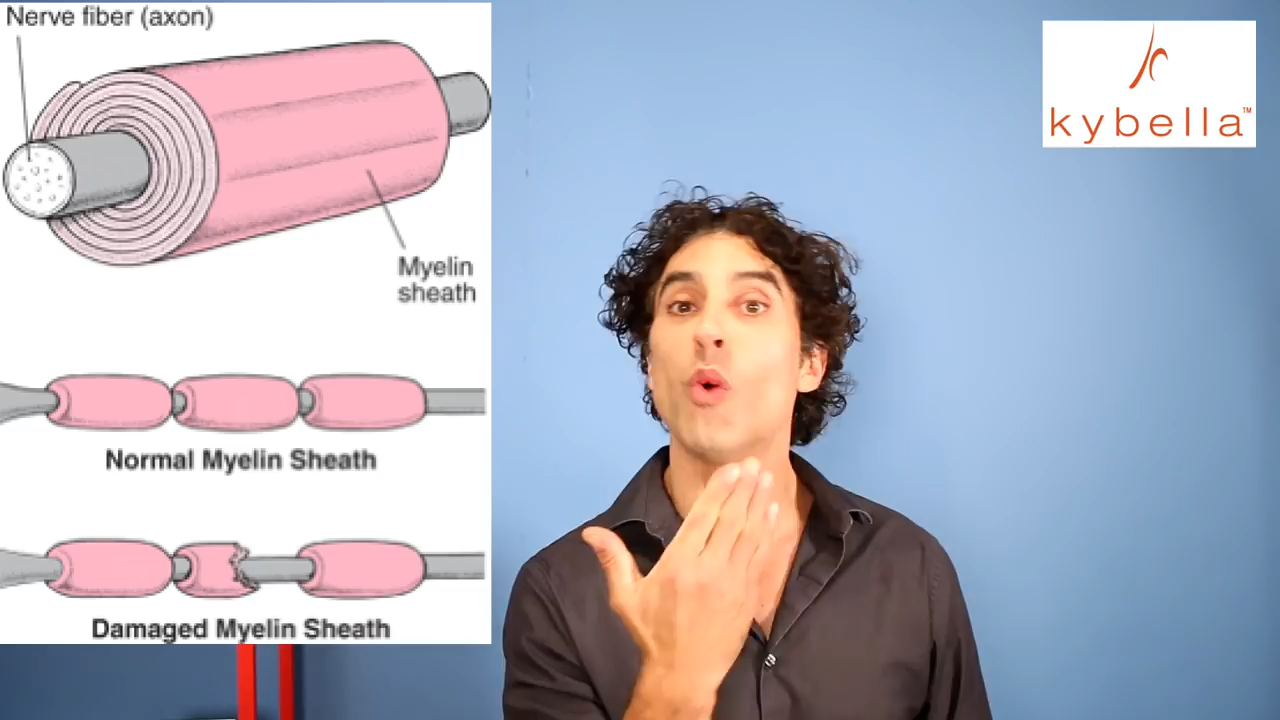 Nerve fiber (axon)
kybella™
Myelin
sheath
Normal Myelin Sheath
Damaged Myelin Sheath